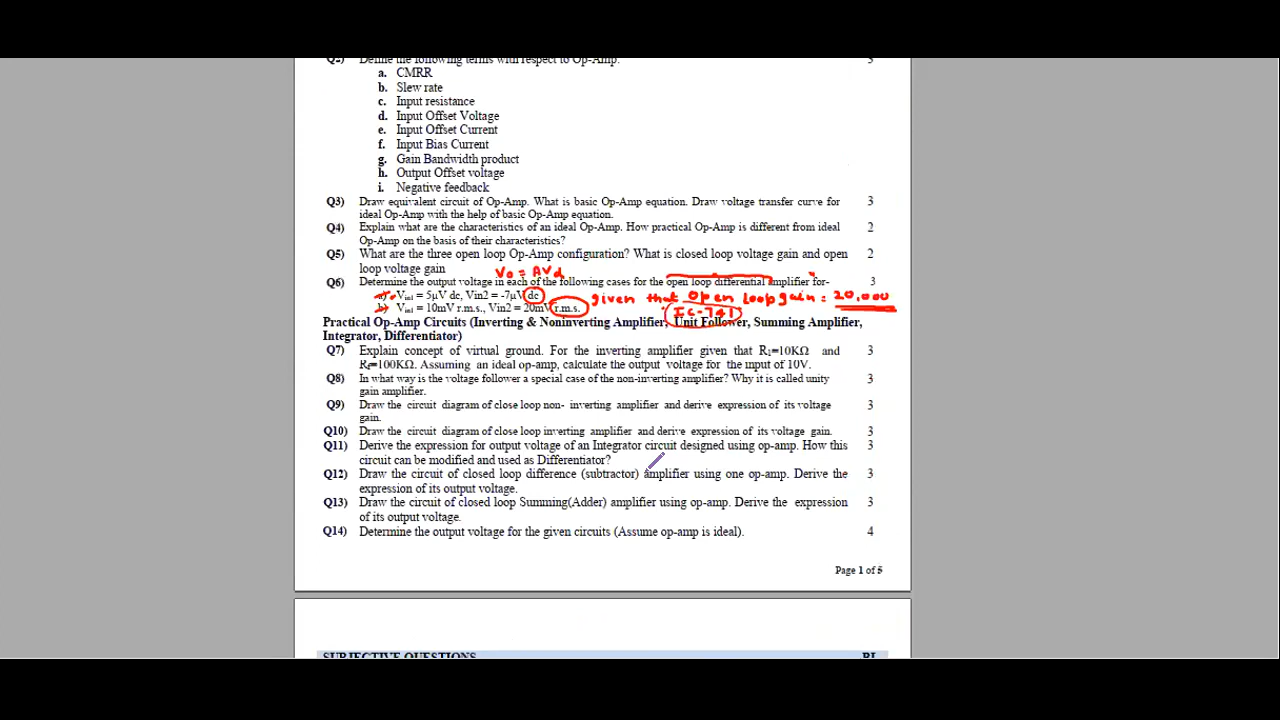 Q2) Define the following terms with respect to Op-Amp. 3
a. CMRR
b. Slew rate
c. Input resistance
d. Input Offset Voltage
e. Input Offset Current
f. Input Bias Current
g. Gain Bandwidth product
h. Output Offset voltage
i. Negative feedback
Q3) Draw equivalent circuit of Op-Amp. What is basic Op-Amp equation. Draw voltage transfer curve for 3
ideal Op-Amp with the help of basic Op-Amp equation.
Q4) Explain what are the characteristics of an ideal Op-Amp. How practical Op-Amp is different from ideal 2
Op-Amp on the basis of their characteristics?
Q5) What are the three open loop Op-Amp configuration? What is closed loop voltage gain and open 2
loop voltage gain
Vo = AVd
Q6) Determine the output voltage in each of the following cases for the open loop differential amplifier for- 3
a) Vin1 = 5µV dc, Vin2 = -7µV dc
given that open loop gain = 20,000
b) Vin1 = 10mV r.m.s., Vin2 = 20mV r.m.s.
IC-741
Practical Op-Amp Circuits (Inverting & Noninverting Amplifier, Unit Follower, Summing Amplifier,
Integrator, Differentiator)
Q7) Explain concept of virtual ground. For the inverting amplifier given that R1=10KΩ and 3
Rf=100KΩ. Assuming an ideal op-amp, calculate the output voltage for the input of 10V.
Q8) In what way is the voltage follower a special case of the non-inverting amplifier? Why it is called unity 3
gain amplifier.
Q9) Draw the circuit diagram of close loop non- inverting amplifier and derive expression of its voltage 3
gain.
Q10) Draw the circuit diagram of close loop inverting amplifier and derive expression of its voltage gain. 3
Q11) Derive the expression for output voltage of an Integrator circuit designed using op-amp. How this 3
circuit can be modified and used as Differentiator?
Q12) Draw the circuit of closed loop difference (subtractor) amplifier using one op-amp. Derive the 3
expression of its output voltage.
Q13) Draw the circuit of closed loop Summing(Adder) amplifier using op-amp. Derive the expression 3
of its output voltage.
Q14) Determine the output voltage for the given circuits (Assume op-amp is ideal). 4
Page 1 of 5
SUBJECTIVE QUESTIONS BL